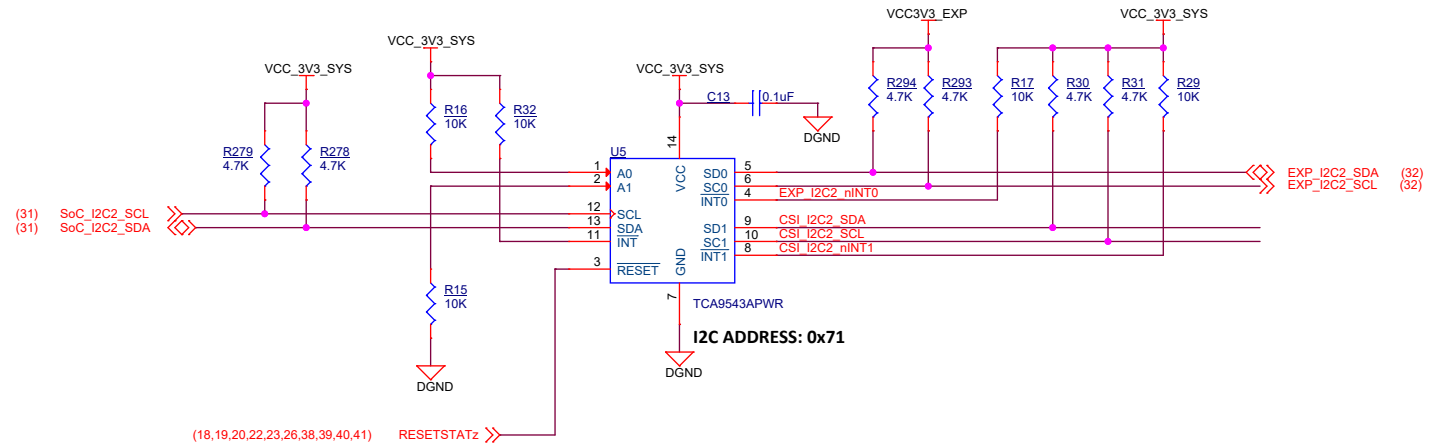 VCC3V3_EXP
VCC_3V3_SYS
VCC_3V3_SYS
VCC_3V3_SYS
VCC_3V3_SYS
R279
4.7K
R278
4.7K
R16
10K
R32
10K
C13
0.1uF
DGND
R294
4.7K
R293
4.7K
R17
10K
R30
4.7K
R31
4.7K
R29
10K
U5
14
VCC
1
A0
2
A1
12
SCL
13
SDA
11
INT
3
RESET
GND
7
SD0
5
SC0
6
INT0
4
EXP_I2C2_nINT0
SD1
9
CSI_I2C2_SDA
SC1
10
CSI_I2C2_SCL
INT1
8
CSI_I2C2_nINT1
EXP_I2C2_SDA (32)
EXP_I2C2_SCL (32)
(31) SoC_I2C2_SCL
(31) SoC_I2C2_SDA
R15
10K
DGND
TCA9543APWR
I2C ADDRESS: 0x71
DGND
(18,19,20,22,23,26,38,39,40,41) RESETSTATz